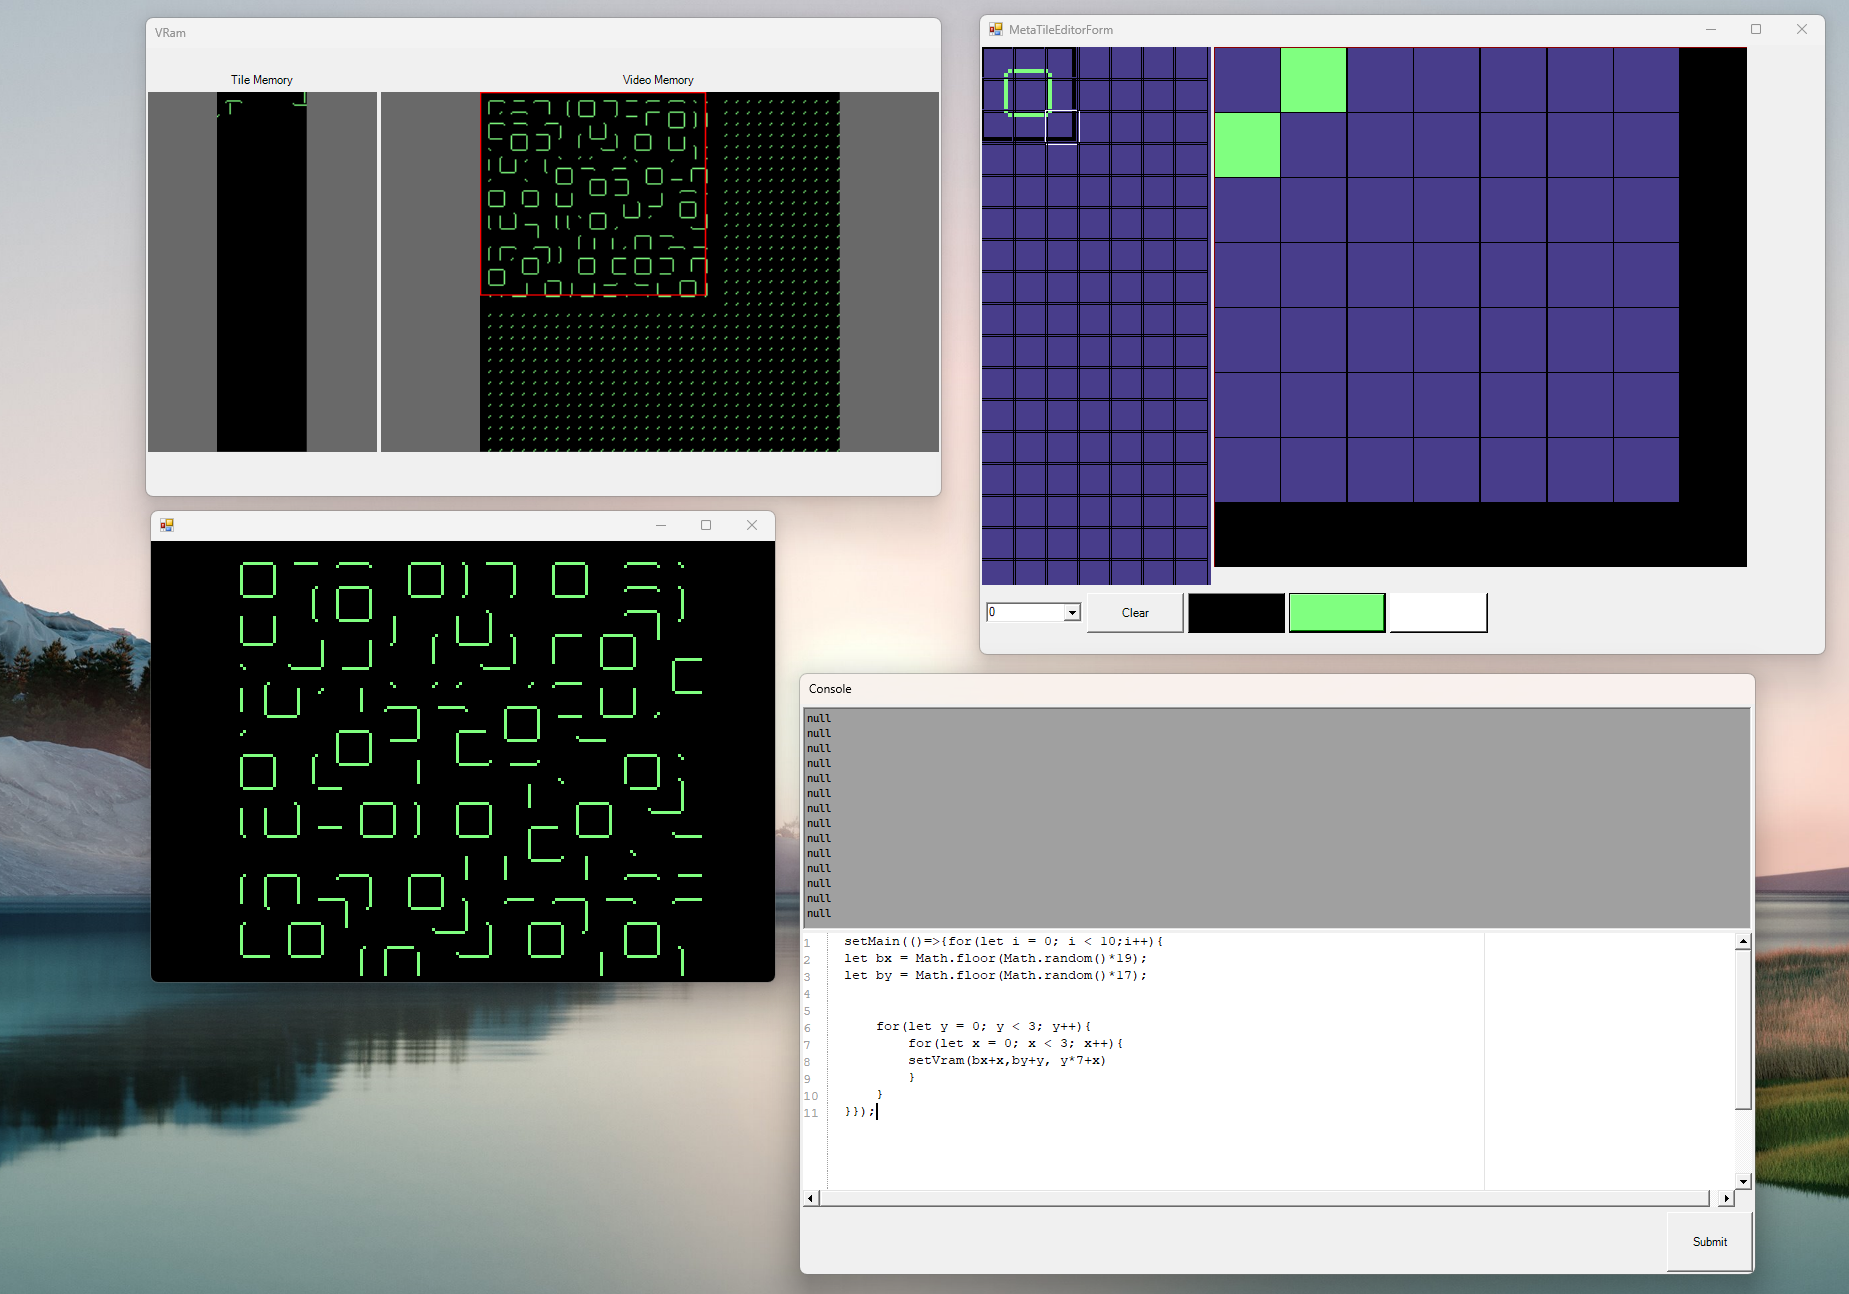 VRam
Tile Memory
Video Memory
MetaTileEditorForm
0
Clear
Console
null
null
null
null
null
null
null
null
null
null
null
null
null
null
1 setMain(()=>{for(let i = 0; i < 10;i++){
2 let bx = Math.floor(Math.random()*19);
3 let by = Math.floor(Math.random()*17);
4
5
6 for(let y = 0; y < 3; y++){
7 for(let x = 0; x < 3; x++){
8 setVram(bx+x,by+y, y*7+x)
9 }
10 }
11 }});
Submit